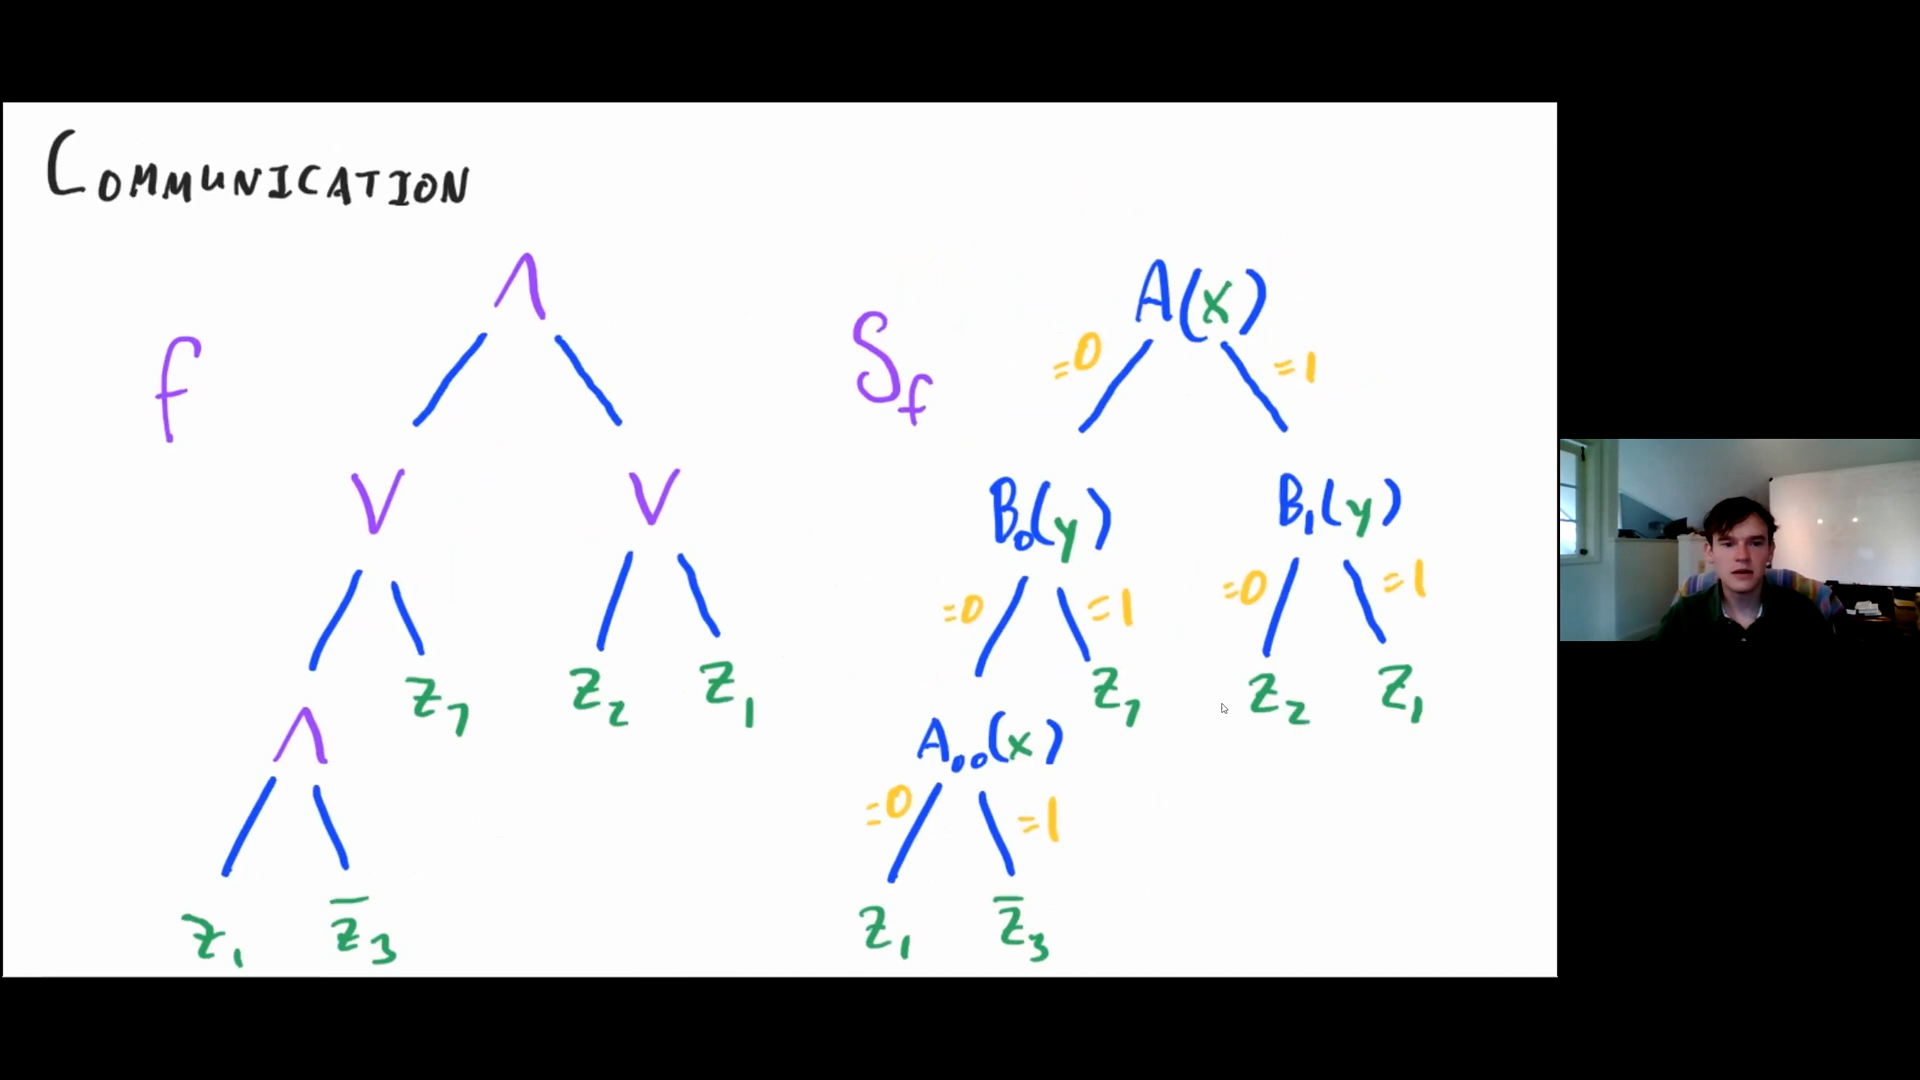 COMMUNICATION
∧ A(x)
f S_f =0 =1
∨ ∨ B₀(y) B₁(y)
=0 =1 =0 =1
z₇ z₂ z₁ z₇ z₂ z₁
∧ A₀₀(x)
=0 =1
z₁ z̅₃ z₁ z̅₃